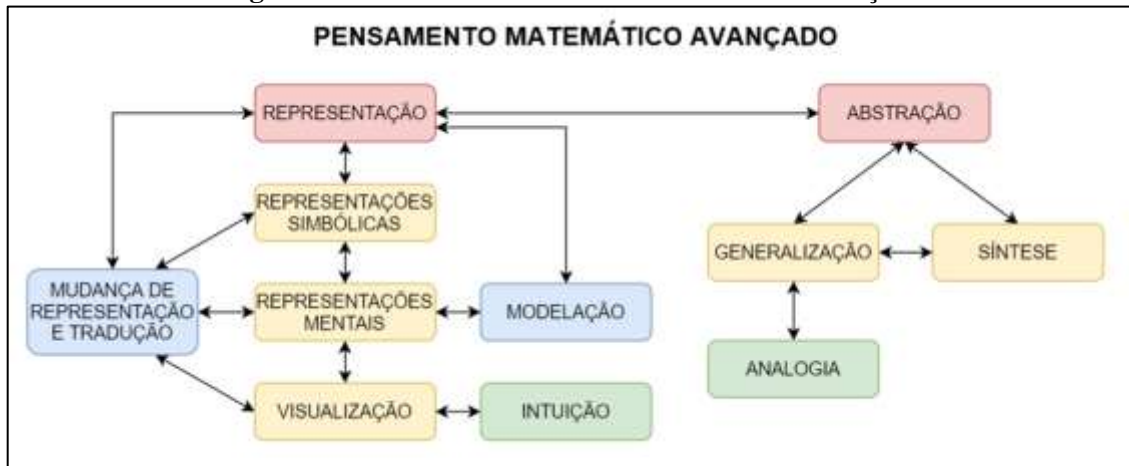 PENSAMENTO MATEMÁTICO AVANÇADO
REPRESENTAÇÃO
ABSTRAÇÃO
REPRESENTAÇÕES
SIMBÓLICAS
GENERALIZAÇÃO
SÍNTESE
MUDANÇA DE
REPRESENTAÇÃO
E TRADUÇÃO
REPRESENTAÇÕES
MENTAIS
MODELAÇÃO
ANALOGIA
VISUALIZAÇÃO
INTUIÇÃO